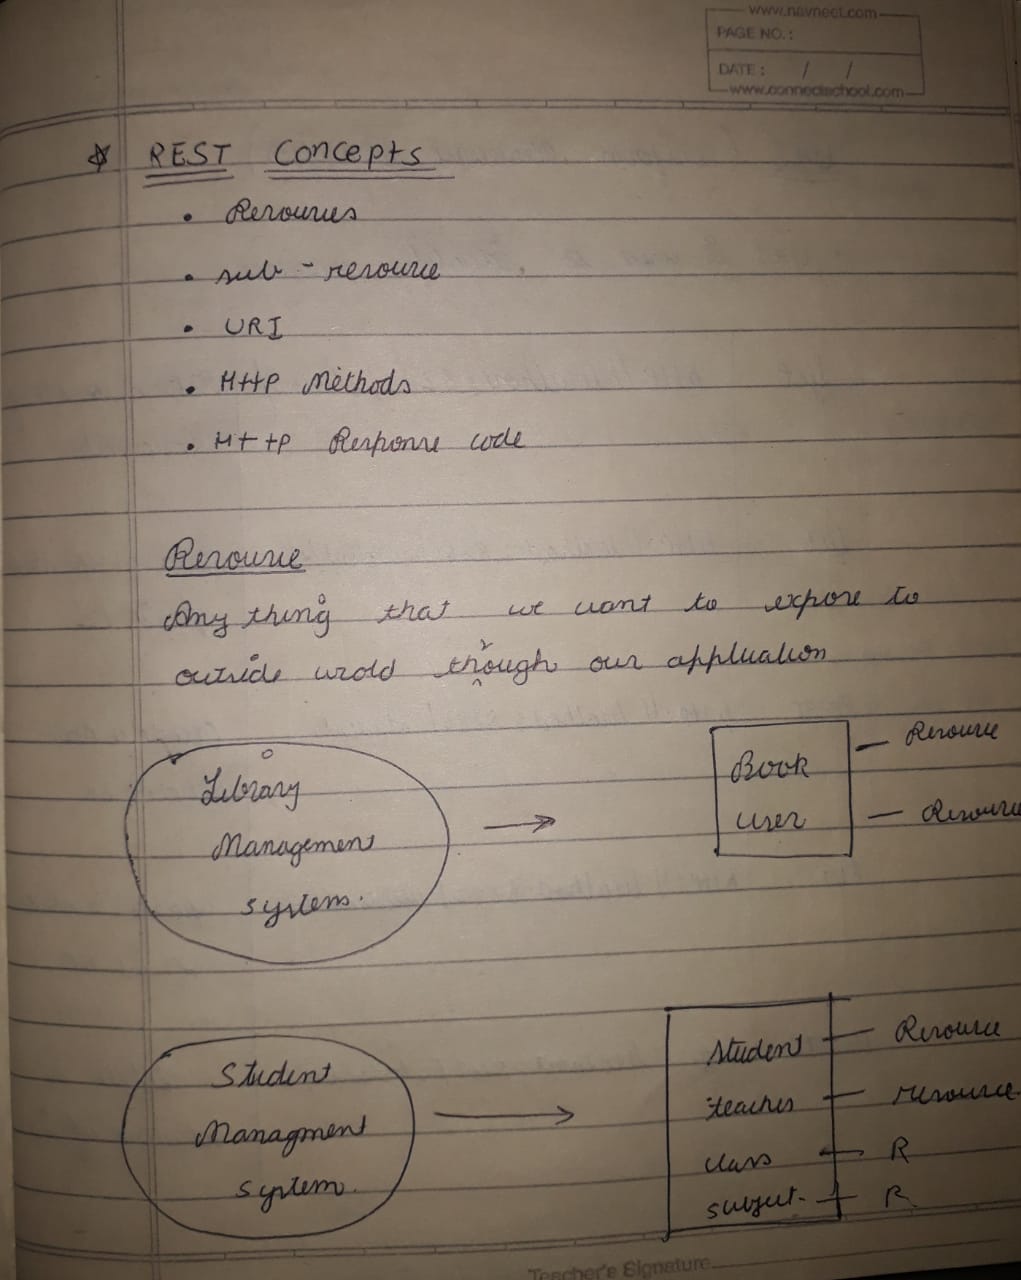 www.navneet.com
PAGE NO.:
DATE: / /
www.connectschool.com
REST Concepts
• Resources
• sub-resource
• URI
• HTTP Methods
• HTTP Response code
Resource
Any thing that we want to expose to
outside wrold through our application
Library
Management
system.
Book — Resource
User — Resource
Student
Managment
system.
Student — Resource
teacher — resource
class — R
subject — R
Teacher's Signature